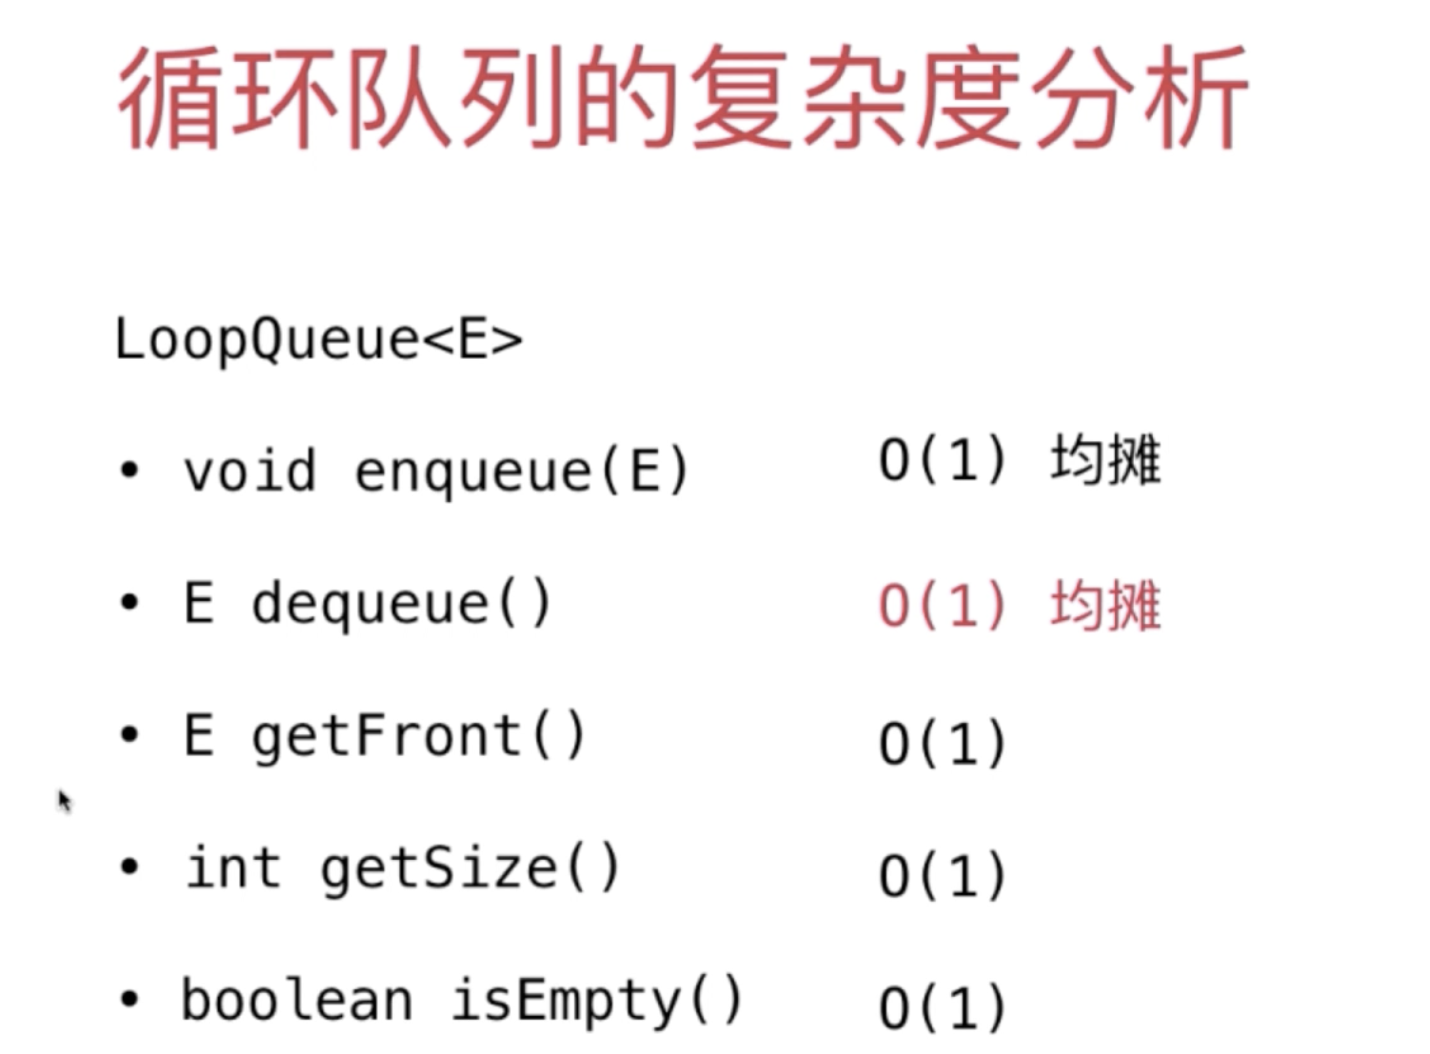 循环队列的复杂度分析
LoopQueue<E>
• void enqueue(E) O(1) 均摊
• E dequeue() O(1) 均摊
• E getFront() O(1)
• int getSize() O(1)
• boolean isEmpty() O(1)